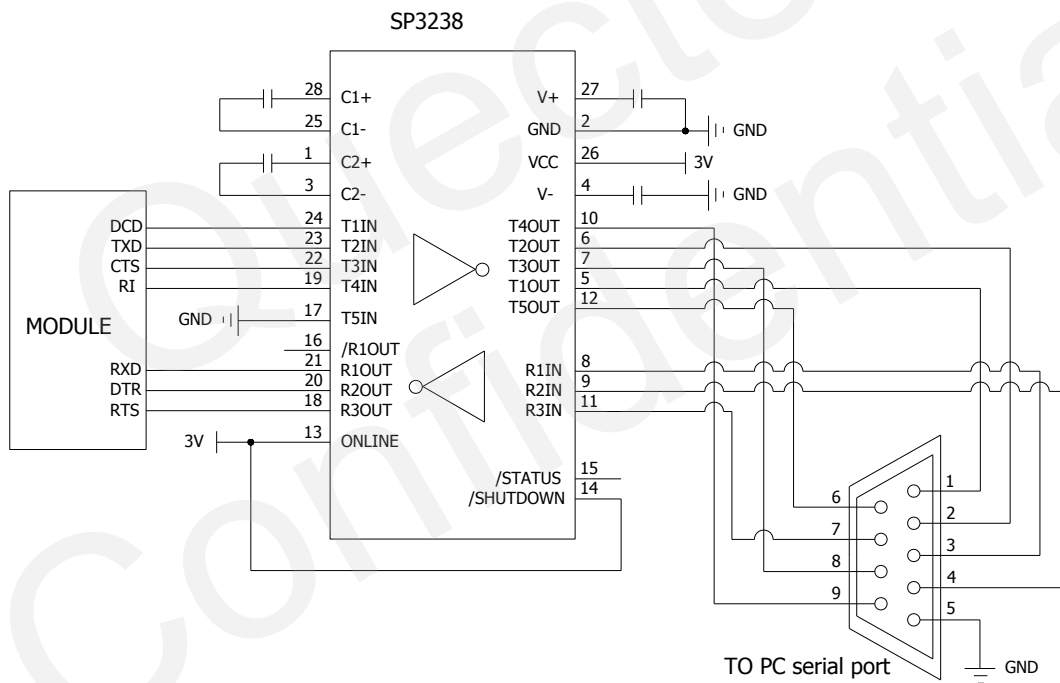 SP3238
28 C1+ V+ 27
25 C1- GND 2 GND
1 C2+ VCC 26 3V
3 C2- V- 4 GND
DCD 24 T1IN T4OUT 10
TXD 23 T2IN T2OUT 6
CTS 22 T3IN T3OUT 7
RI 19 T4IN T1OUT 5
GND 17 T5IN T5OUT 12
MODULE
16 /R1OUT
RXD 21 R1OUT R1IN 8
DTR 20 R2OUT R2IN 9
RTS 18 R3OUT R3IN 11
3V 13 ONLINE
/STATUS 15
/SHUTDOWN 14
1
6
2
7
3
8
4
9
5
TO PC serial port GND
Quectel
Confidential